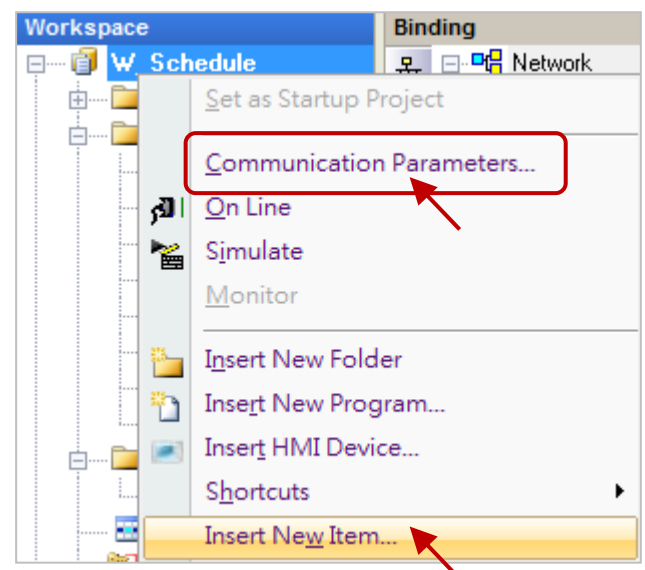 Workspace
Binding
W_Schedule
Network
Set as Startup Project
Communication Parameters...
On Line
Simulate
Monitor
Insert New Folder
Insert New Program...
Insert HMI Device...
Shortcuts
Insert New Item...